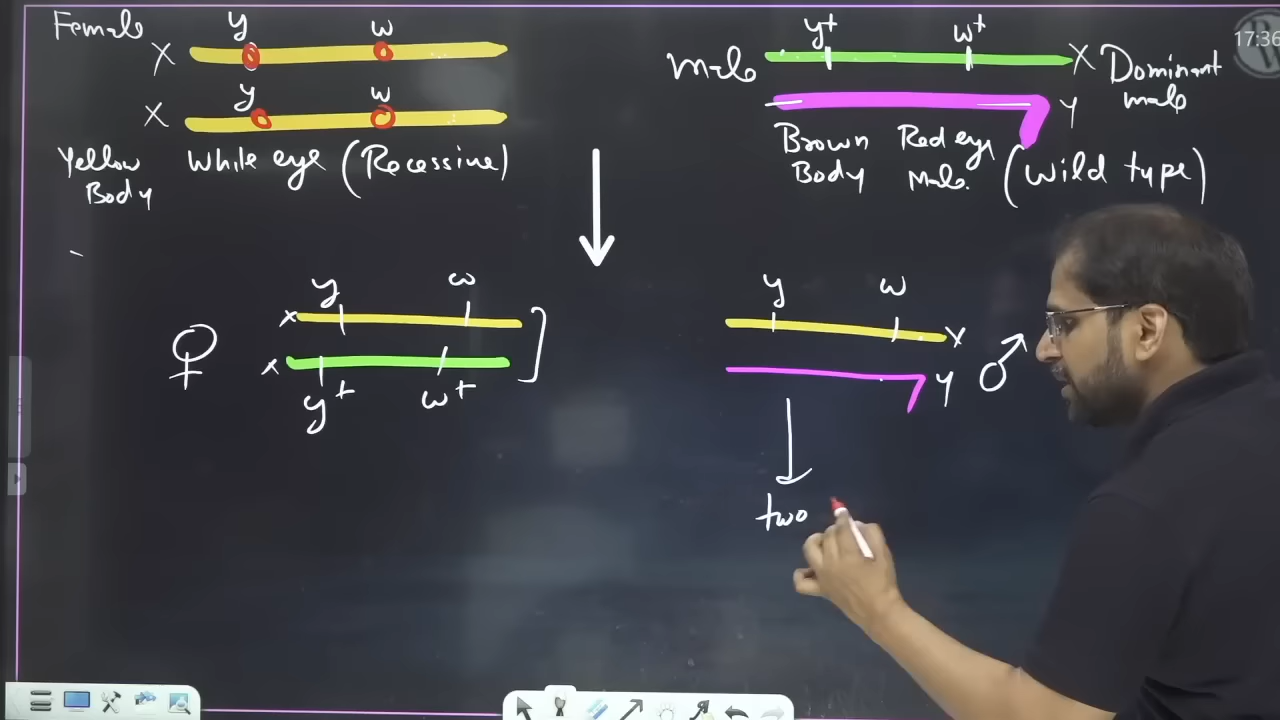 Female
y w
X
y w
X
Yellow Body
White eye (Recessive)
Male
y+ w+
X
Dominant male
Y
Brown Body
Red eye Male.
(Wild type)
♀
y w
x
x
y+ w+
y w
X
Y
♂
two
17:36